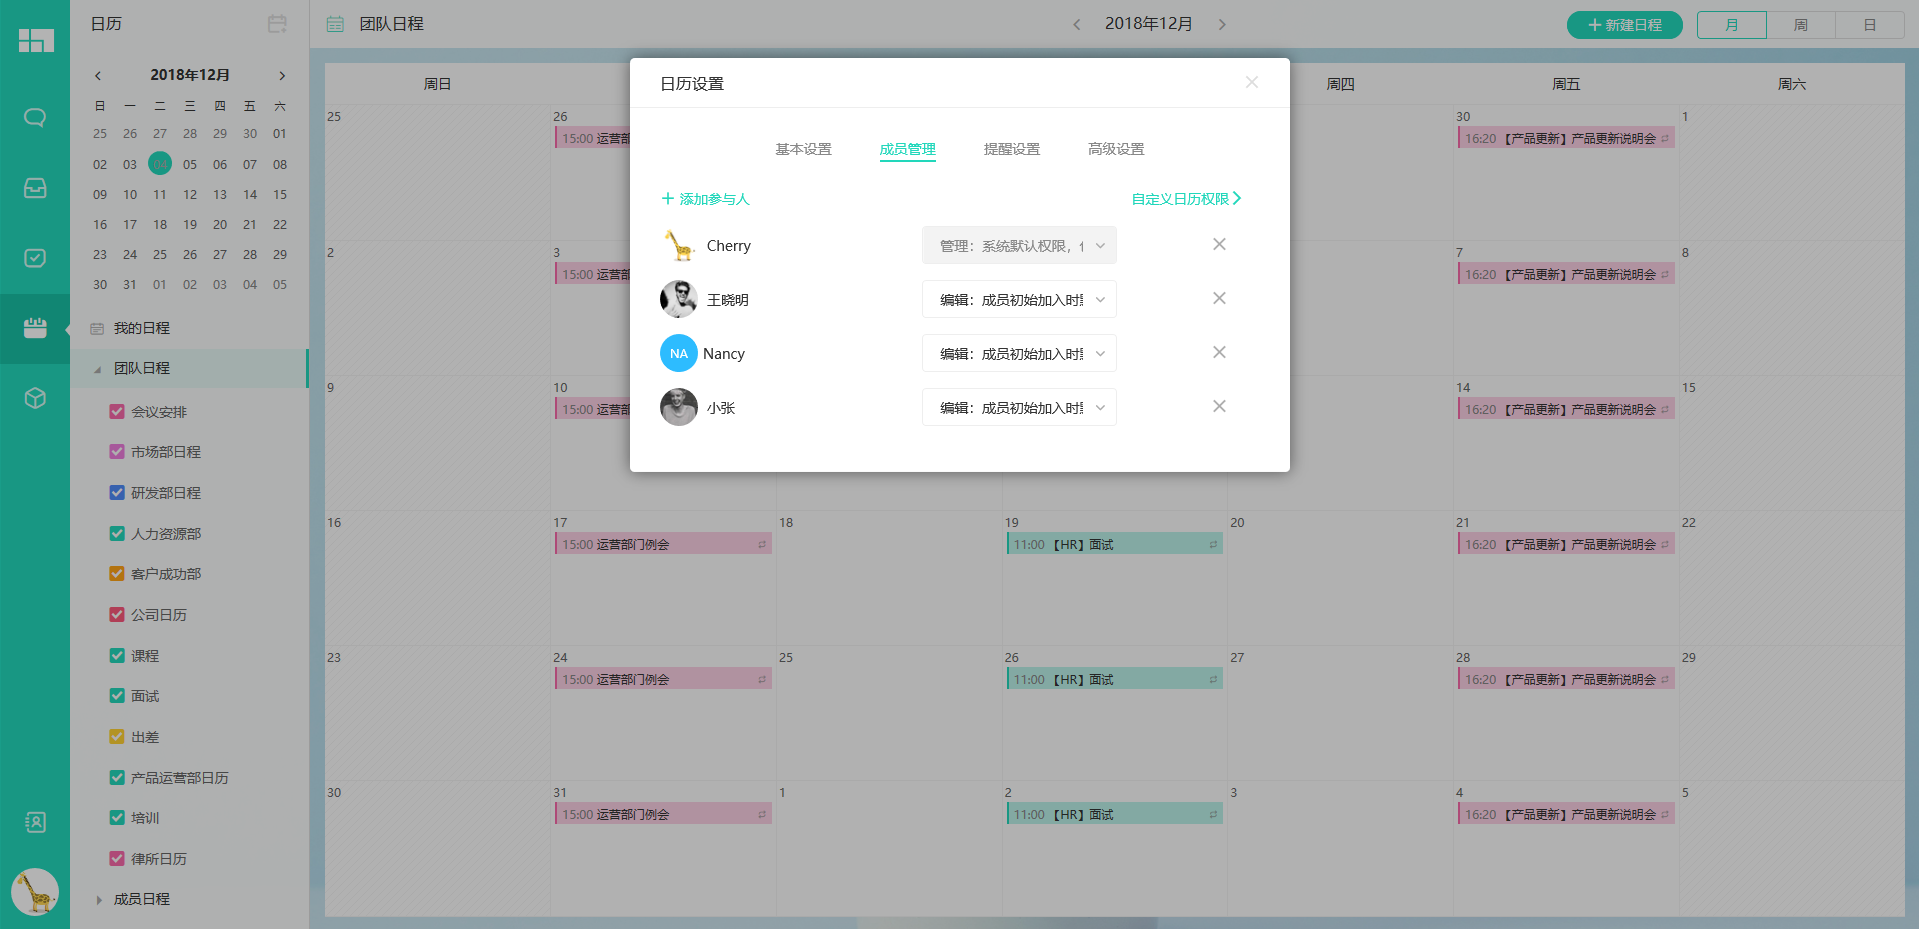 日历
2018年12月
日 一 二 三 四 五 六
25 26 27 28 29 30 01
02 03 04 05 06 07 08
09 10 11 12 13 14 15
16 17 18 19 20 21 22
23 24 25 26 27 28 29
30 31 01 02 03 04 05
我的日程
团队日程
会议安排
市场部日程
研发部日程
人力资源部
客户成功部
公司日历
课程
面试
出差
产品运营部日历
培训
律所日历
成员日程
团队日程
2018年12月
新建日程
月 周 日
周日 周四 周五 周六
25 26 30 1
15:00 运营部
16:20 【产品更新】产品更新说明会
2 3 7 8
15:00 运营部
16:20 【产品更新】产品更新说明会
9 10 14 15
15:00 运营部
16:20 【产品更新】产品更新说明会
16 17 18 19 20 21 22
15:00 运营部门例会
11:00 【HR】面试
16:20 【产品更新】产品更新说明会
23 24 25 26 27 28 29
15:00 运营部门例会
11:00 【HR】面试
16:20 【产品更新】产品更新说明会
30 31 1 2 3 4 5
15:00 运营部门例会
11:00 【HR】面试
16:20 【产品更新】产品更新说明会
日历设置
基本设置 成员管理 提醒设置 高级设置
添加参与人
自定义日历权限
Cherry
管理：系统默认权限，
王晓明
编辑：成员初始加入时
NA Nancy
编辑：成员初始加入时
小张
编辑：成员初始加入时